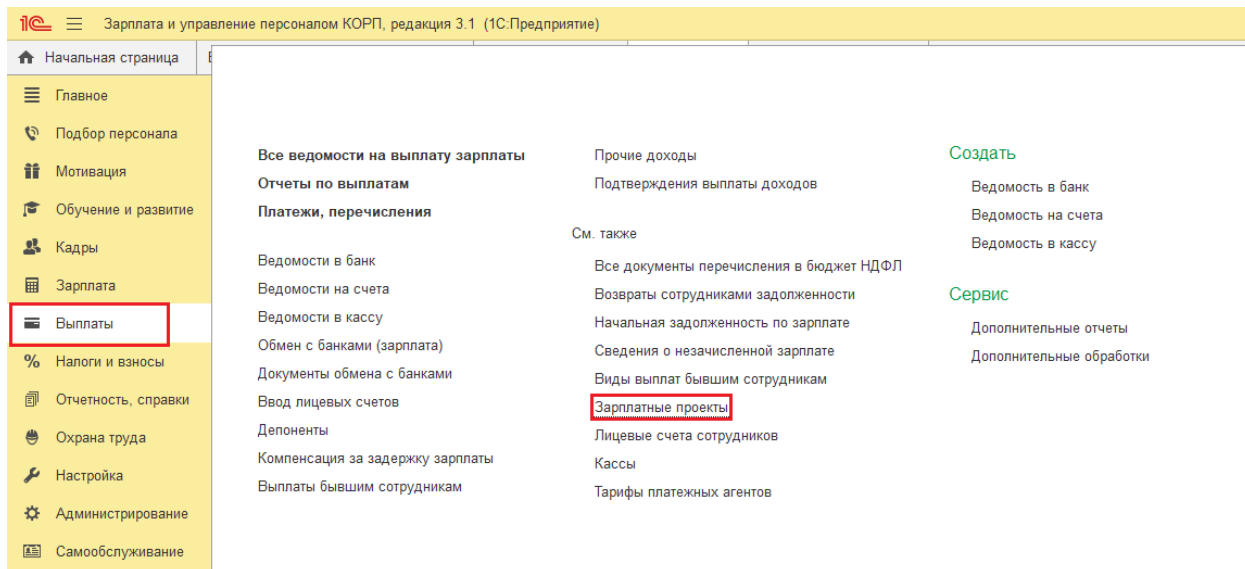 1С Зарплата и управление персоналом КОРП, редакция 3.1 (1С:Предприятие)
Начальная страница
Главное
Подбор персонала
Мотивация
Обучение и развитие
Кадры
Зарплата
Выплаты
Налоги и взносы
Отчетность, справки
Охрана труда
Настройка
Администрирование
Самообслуживание
Все ведомости на выплату зарплаты
Отчеты по выплатам
Платежи, перечисления
Ведомости в банк
Ведомости на счета
Ведомости в кассу
Обмен с банками (зарплата)
Документы обмена с банками
Ввод лицевых счетов
Депоненты
Компенсация за задержку зарплаты
Выплаты бывшим сотрудникам
Прочие доходы
Подтверждения выплаты доходов
См. также
Все документы перечисления в бюджет НДФЛ
Возвраты сотрудниками задолженности
Начальная задолженность по зарплате
Сведения о незачисленной зарплате
Виды выплат бывшим сотрудникам
Зарплатные проекты
Лицевые счета сотрудников
Кассы
Тарифы платежных агентов
Создать
Ведомость в банк
Ведомость на счета
Ведомость в кассу
Сервис
Дополнительные отчеты
Дополнительные обработки